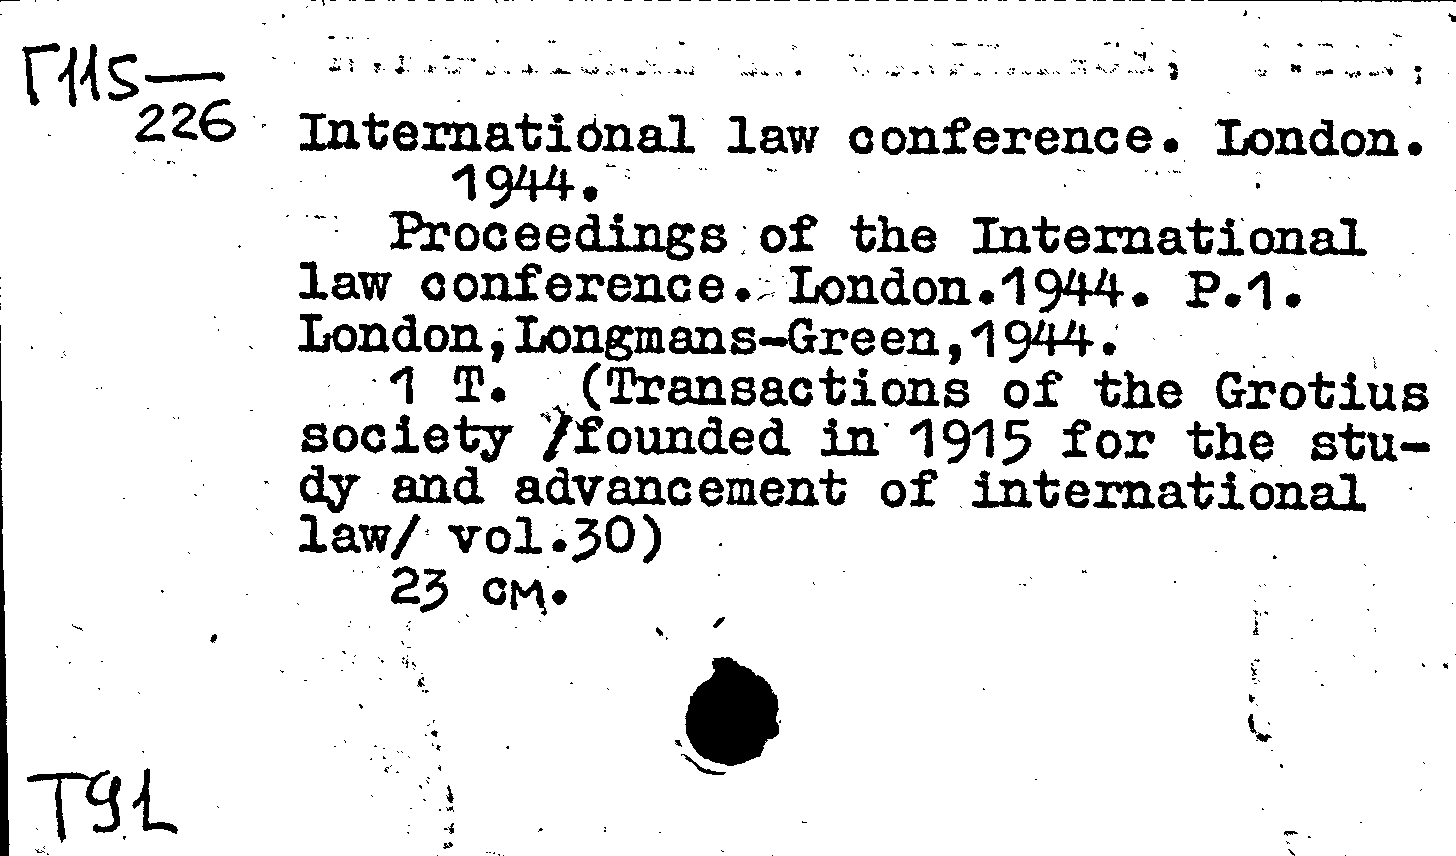 Г115—
226
International law conference. London.
1944.
Proceedings of the International
law conference. London.1944. P.1.
London,Longmans-Green,1944.
1 T. (Transactions of the Grotius
society /founded in 1915 for the stu-
dy and advancement of international
law/ vol.30)
23 см.
Т91